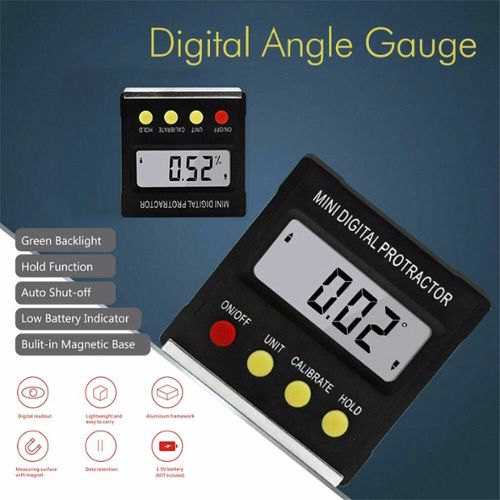 Digital Angle Gauge
HOLD
CALIBRATE
UNIT
ON/OFF
0.52%
MINI DIGITAL PROTRACTOR
MINI DIGITAL PROTRACTOR
0.02°
ON/OFF
UNIT
CALIBRATE
HOLD
Green Backlight
Hold Function
Auto Shut-off
Low Battery Indicator
Bulit-in Magnetic Base
Digital readout
Lightweight and
easy to carry
Aluminum framework
Measuring surface
with magnet
Data retention
1.5V battery
(NOT included)